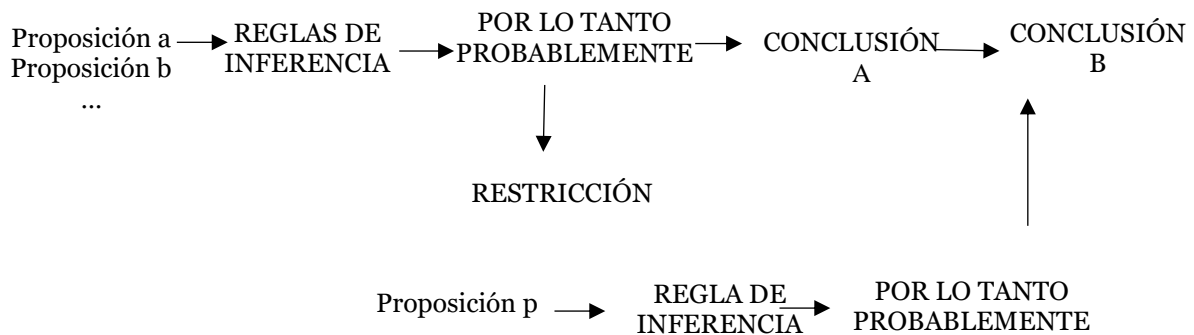 Proposición a
Proposición b
...
REGLAS DE
INFERENCIA
POR LO TANTO
PROBABLEMENTE
CONCLUSIÓN
A
CONCLUSIÓN
B
RESTRICCIÓN
Proposición p
REGLA DE
INFERENCIA
POR LO TANTO
PROBABLEMENTE